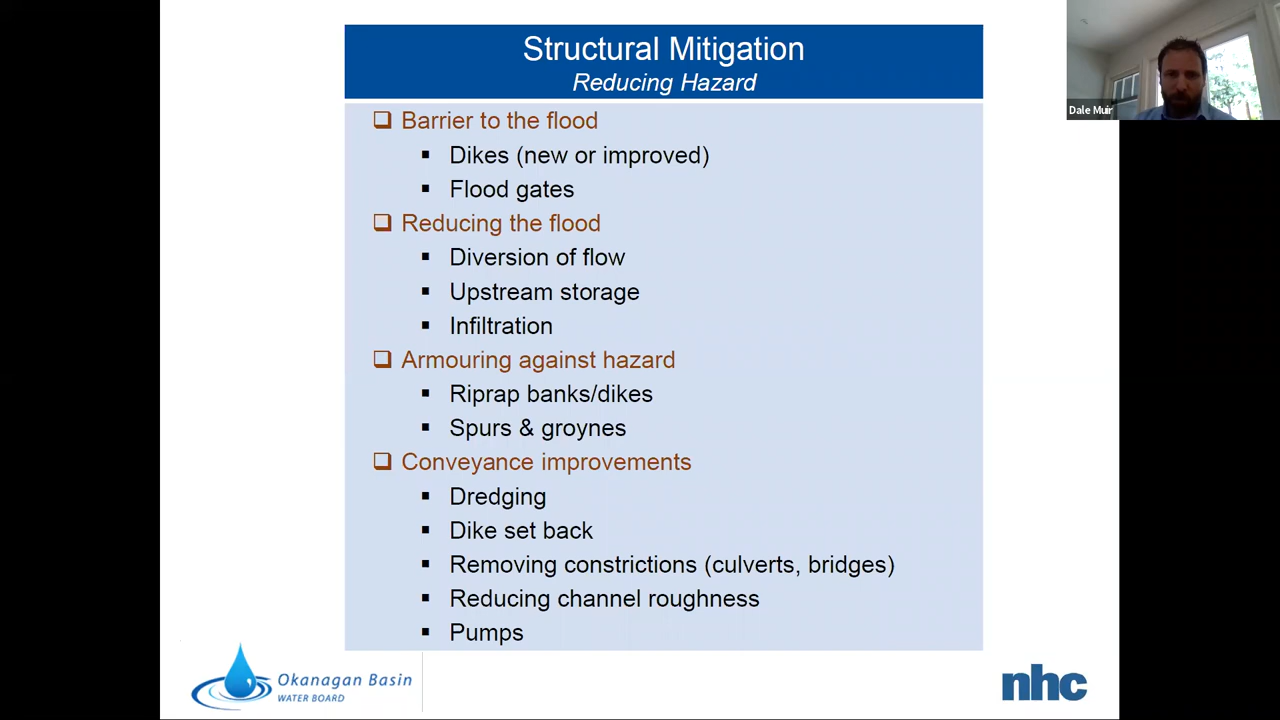 Structural Mitigation
Reducing Hazard
Dale Muir
❑ Barrier to the flood
▪ Dikes (new or improved)
▪ Flood gates
❑ Reducing the flood
▪ Diversion of flow
▪ Upstream storage
▪ Infiltration
❑ Armouring against hazard
▪ Riprap banks/dikes
▪ Spurs & groynes
❑ Conveyance improvements
▪ Dredging
▪ Dike set back
▪ Removing constrictions (culverts, bridges)
▪ Reducing channel roughness
▪ Pumps
Okanagan Basin
WATER BOARD
nhc